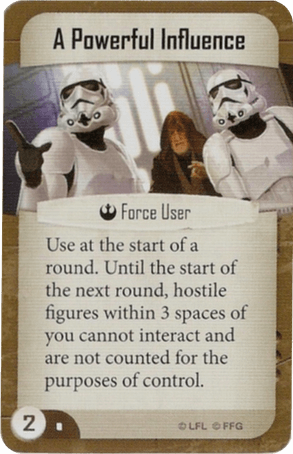 A Powerful Influence
Force User
Use at the start of a
round. Until the start of
the next round, hostile
figures within 3 spaces of
you cannot interact and
are not counted for the
purposes of control.
2
© LFL © FFG